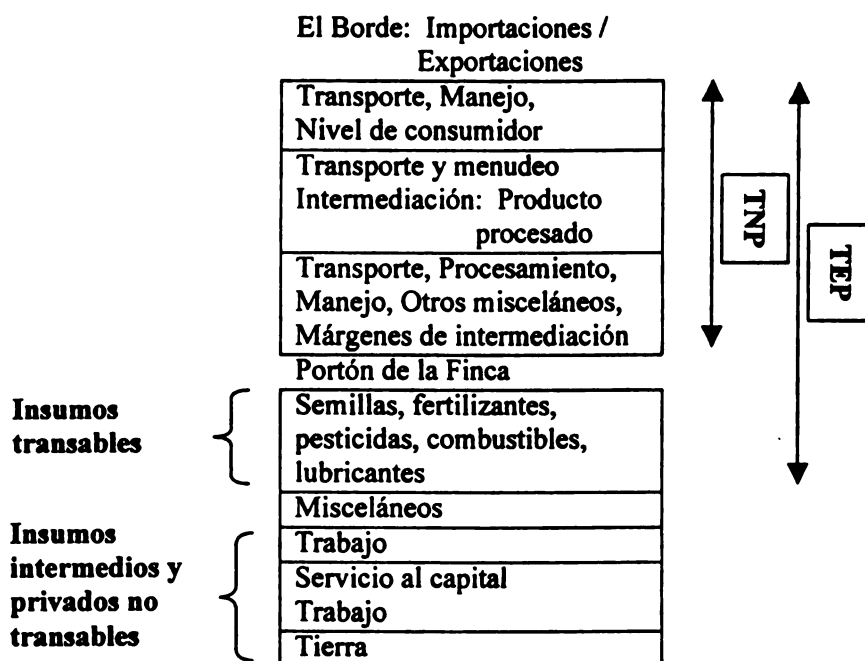 El Borde: Importaciones /
Exportaciones
Transporte, Manejo,
Nivel de consumidor
Transporte y menudeo
Intermediación: Producto
procesado
Transporte, Procesamiento,
Manejo, Otros misceláneos,
Márgenes de intermediación
TNP
TEP
Portón de la Finca
Insumos
transables
Semillas, fertilizantes,
pesticidas, combustibles,
lubricantes
Misceláneos
Insumos
intermedios y
privados no
transables
Trabajo
Servicio al capital
Trabajo
Tierra